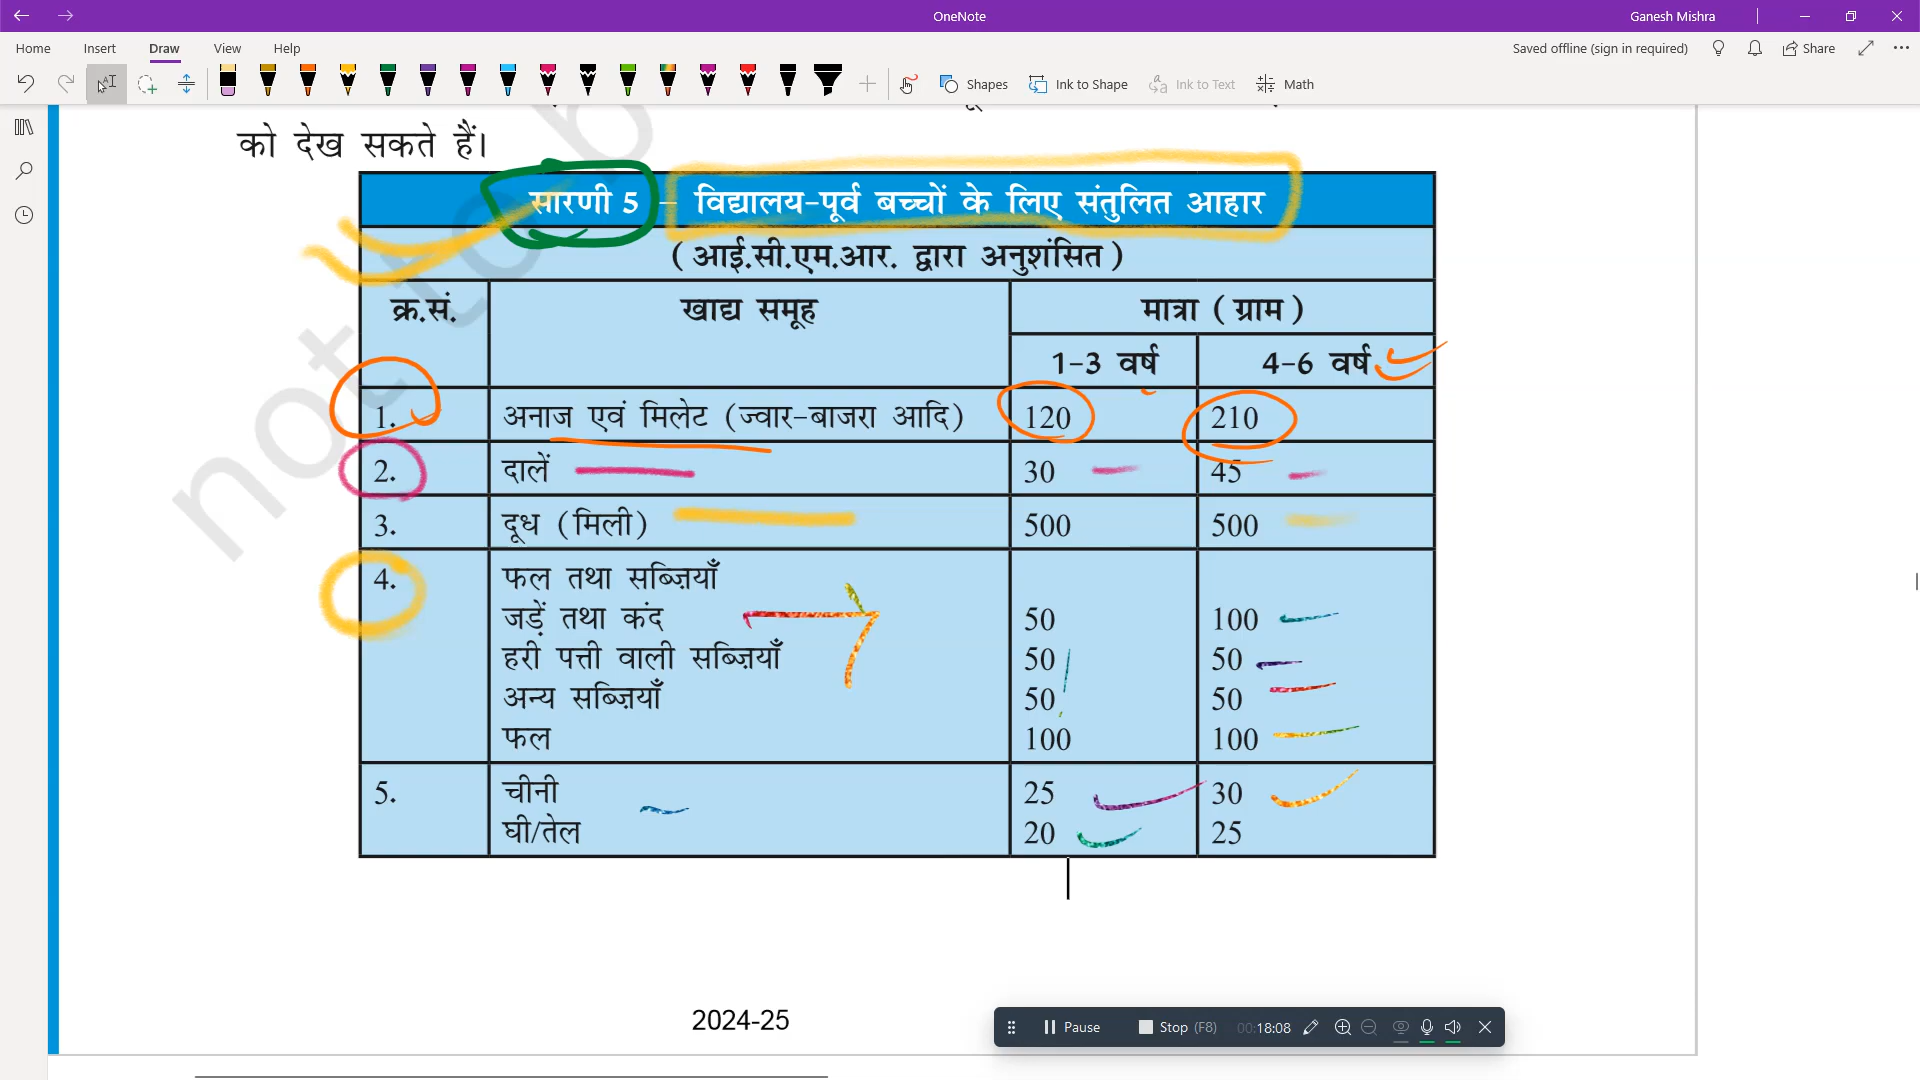 OneNote
Ganesh Mishra
Home Insert Draw View Help
Saved offline (sign in required) Share
Shapes Ink to Shape Ink to Text Math
को देख सकते हैं।
सारणी 5 – विद्यालय-पूर्व बच्चों के लिए संतुलित आहार
(आई.सी.एम.आर. द्वारा अनुशंसित)
क्र.सं. खाद्य समूह मात्रा (ग्राम)
1-3 वर्ष 4-6 वर्ष
1. अनाज एवं मिलेट (ज्वार-बाजरा आदि) 120 210
2. दालें 30 45
3. दूध (मिली) 500 500
4. फल तथा सब्ज़ियाँ
जड़ें तथा कंद 50 100
हरी पत्ती वाली सब्ज़ियाँ 50 50
अन्य सब्ज़ियाँ 50 50
फल 100 100
5. चीनी 25 30
घी/तेल 20 25
not to b
2024-25
Pause Stop (F8) 00:18:08